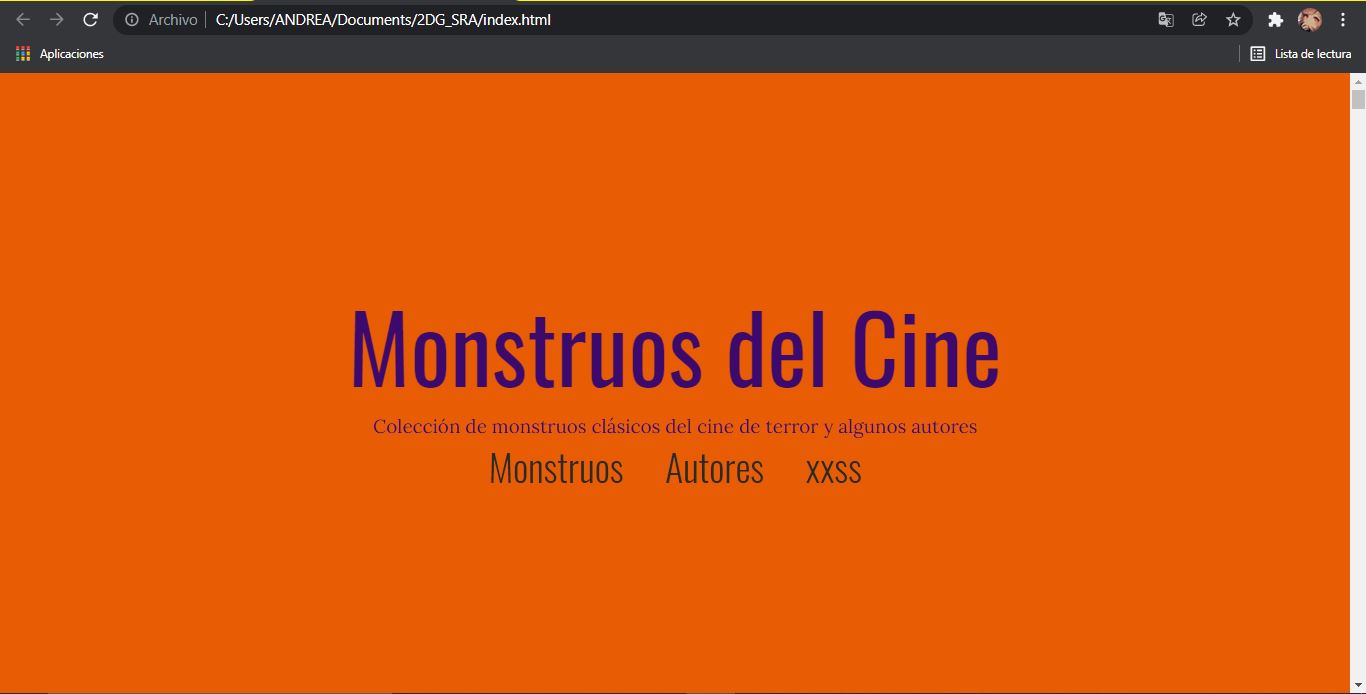 Archivo C:/Users/ANDREA/Documents/2DG_SRA/index.html
Aplicaciones Lista de lectura
Monstruos del Cine
Colección de monstruos clásicos del cine de terror y algunos autores
Monstruos Autores xxss